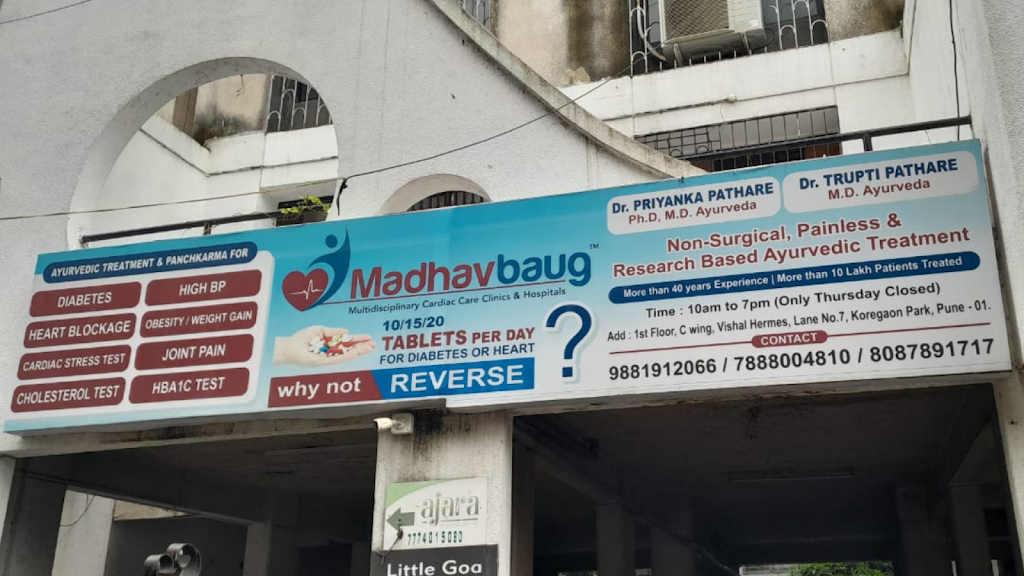 AYURVEDIC TREATMENT & PANCHKARMA FOR
DIABETES
HIGH BP
HEART BLOCKAGE
OBESITY / WEIGHT GAIN
CARDIAC STRESS TEST
JOINT PAIN
CHOLESTEROL TEST
HBA1C TEST
Madhavbaug™
Multidisciplinary Cardiac Care Clinics & Hospitals
10/15/20
TABLETS PER DAY
FOR DIABETES OR HEART
why not REVERSE ?
Dr. PRIYANKA PATHARE
Ph.D, M.D. Ayurveda
Dr. TRUPTI PATHARE
M.D. Ayurveda
Non-Surgical, Painless &
Research Based Ayurvedic Treatment
More than 40 years Experience | More than 10 Lakh Patients Treated
Time : 10am to 7pm (Only Thursday Closed)
Add : 1st Floor, C wing, Vishal Hermes, Lane No.7, Koregaon Park, Pune - 01.
CONTACT
9881912066 / 7888004810 / 8087891717
ajara
7774015080
Little Goa